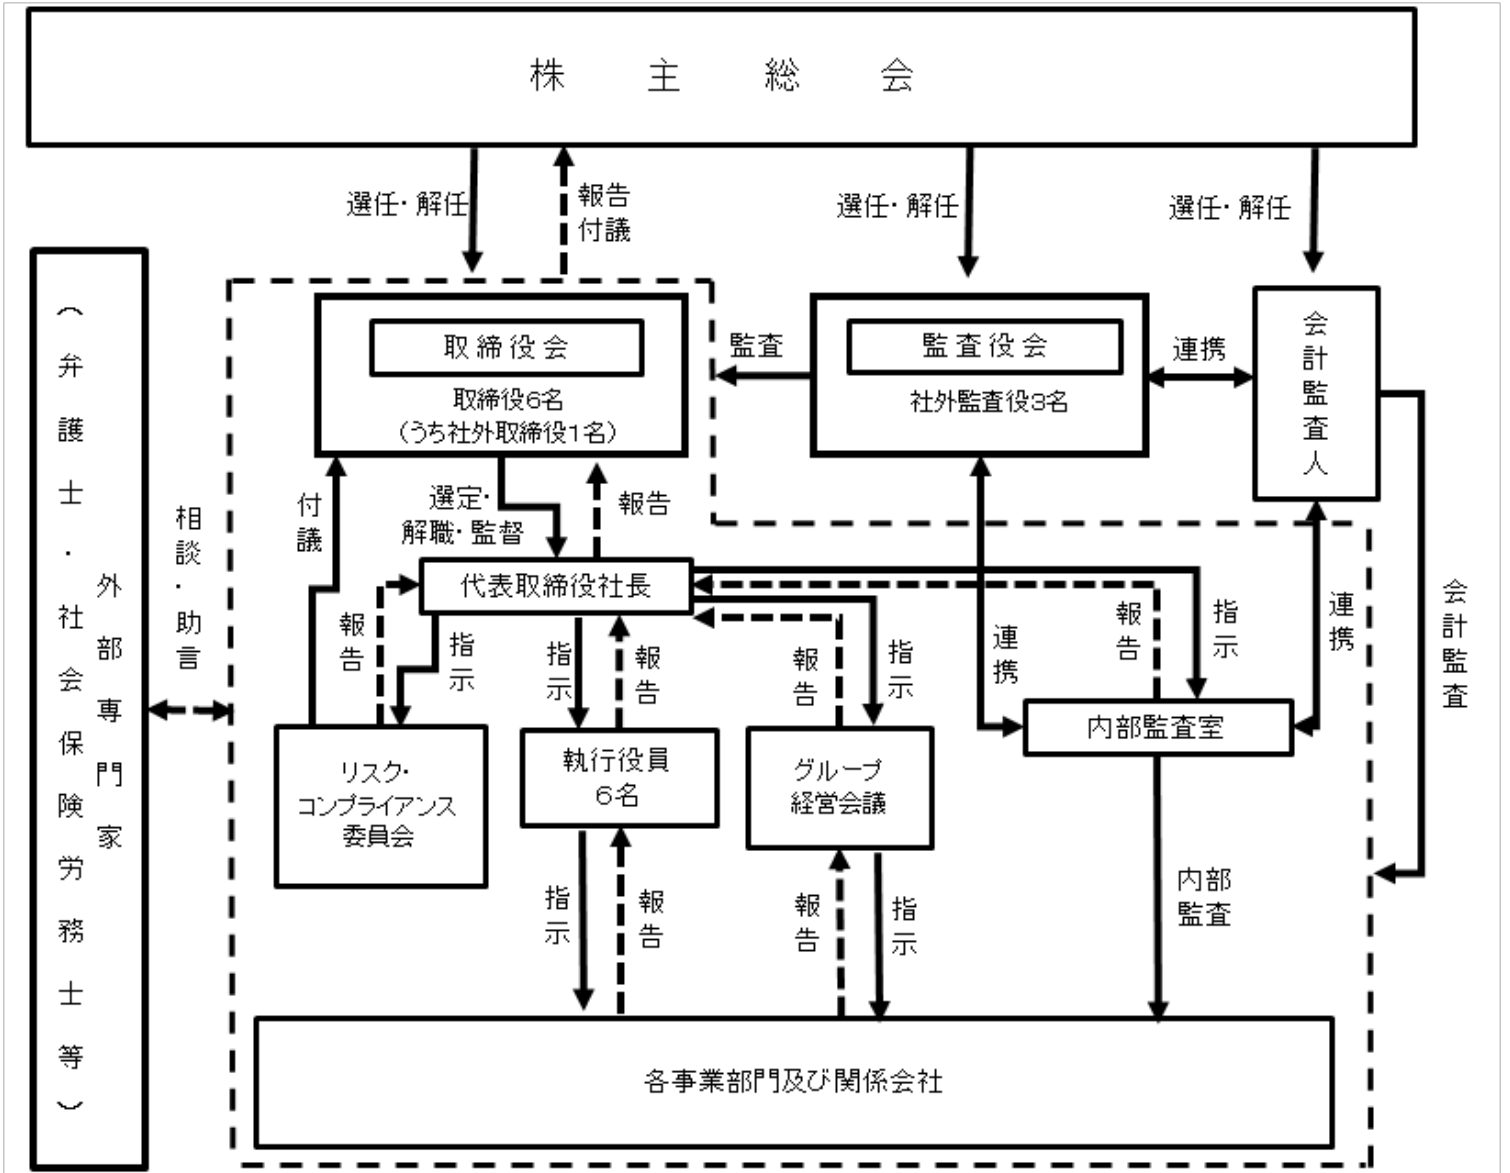 株主総会
選任・解任
報告
付議
選任・解任
選任・解任
取締役会
取締役6名
(うち社外取締役1名)
監査
監査役会
社外監査役3名
連携
会計監査人
外部専門家
(弁護士・社会保険労務士等)
相談・助言
付議
選定・
解職・監督
報告
代表取締役社長
報告
指示
指示
報告
報告
指示
連携
報告
指示
連携
会計監査
リスク・
コンプライアンス
委員会
執行役員
6名
グループ
経営会議
内部監査室
指示
報告
報告
指示
内部
監査
各事業部門及び関係会社